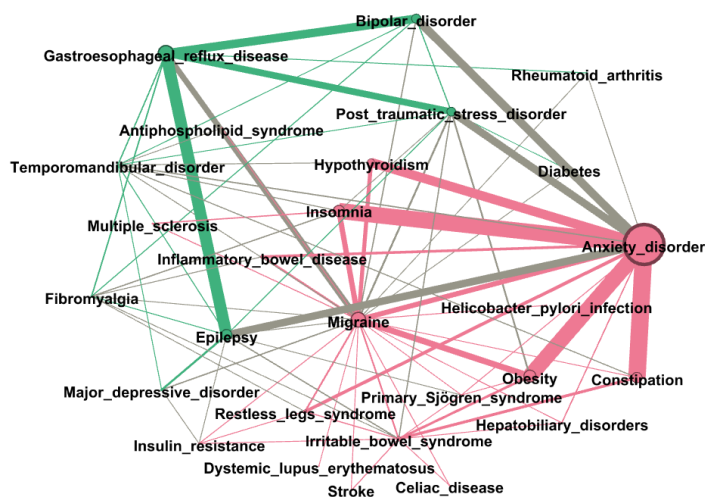 Bipolar_disorder
Gastroesophageal_reflux_disease
Rheumatoid_arthritis
Post_traumatic_stress_disorder
Antiphospholipid_syndrome
Temporomandibular_disorder
Hypothyroidism
Diabetes
Insomnia
Multiple_sclerosis
Anxiety_disorder
Inflammatory_bowel_disease
Fibromyalgia
Helicobacter_pylori_infection
Migraine
Epilepsy
Obesity
Constipation
Major_depressive_disorder
Primary_Sjögren_syndrome
Restless_legs_syndrome
Hepatobiliary_disorders
Insulin_resistance
Irritable_bowel_syndrome
Dystemic_lupus_erythematosus
Celiac_disease
Stroke